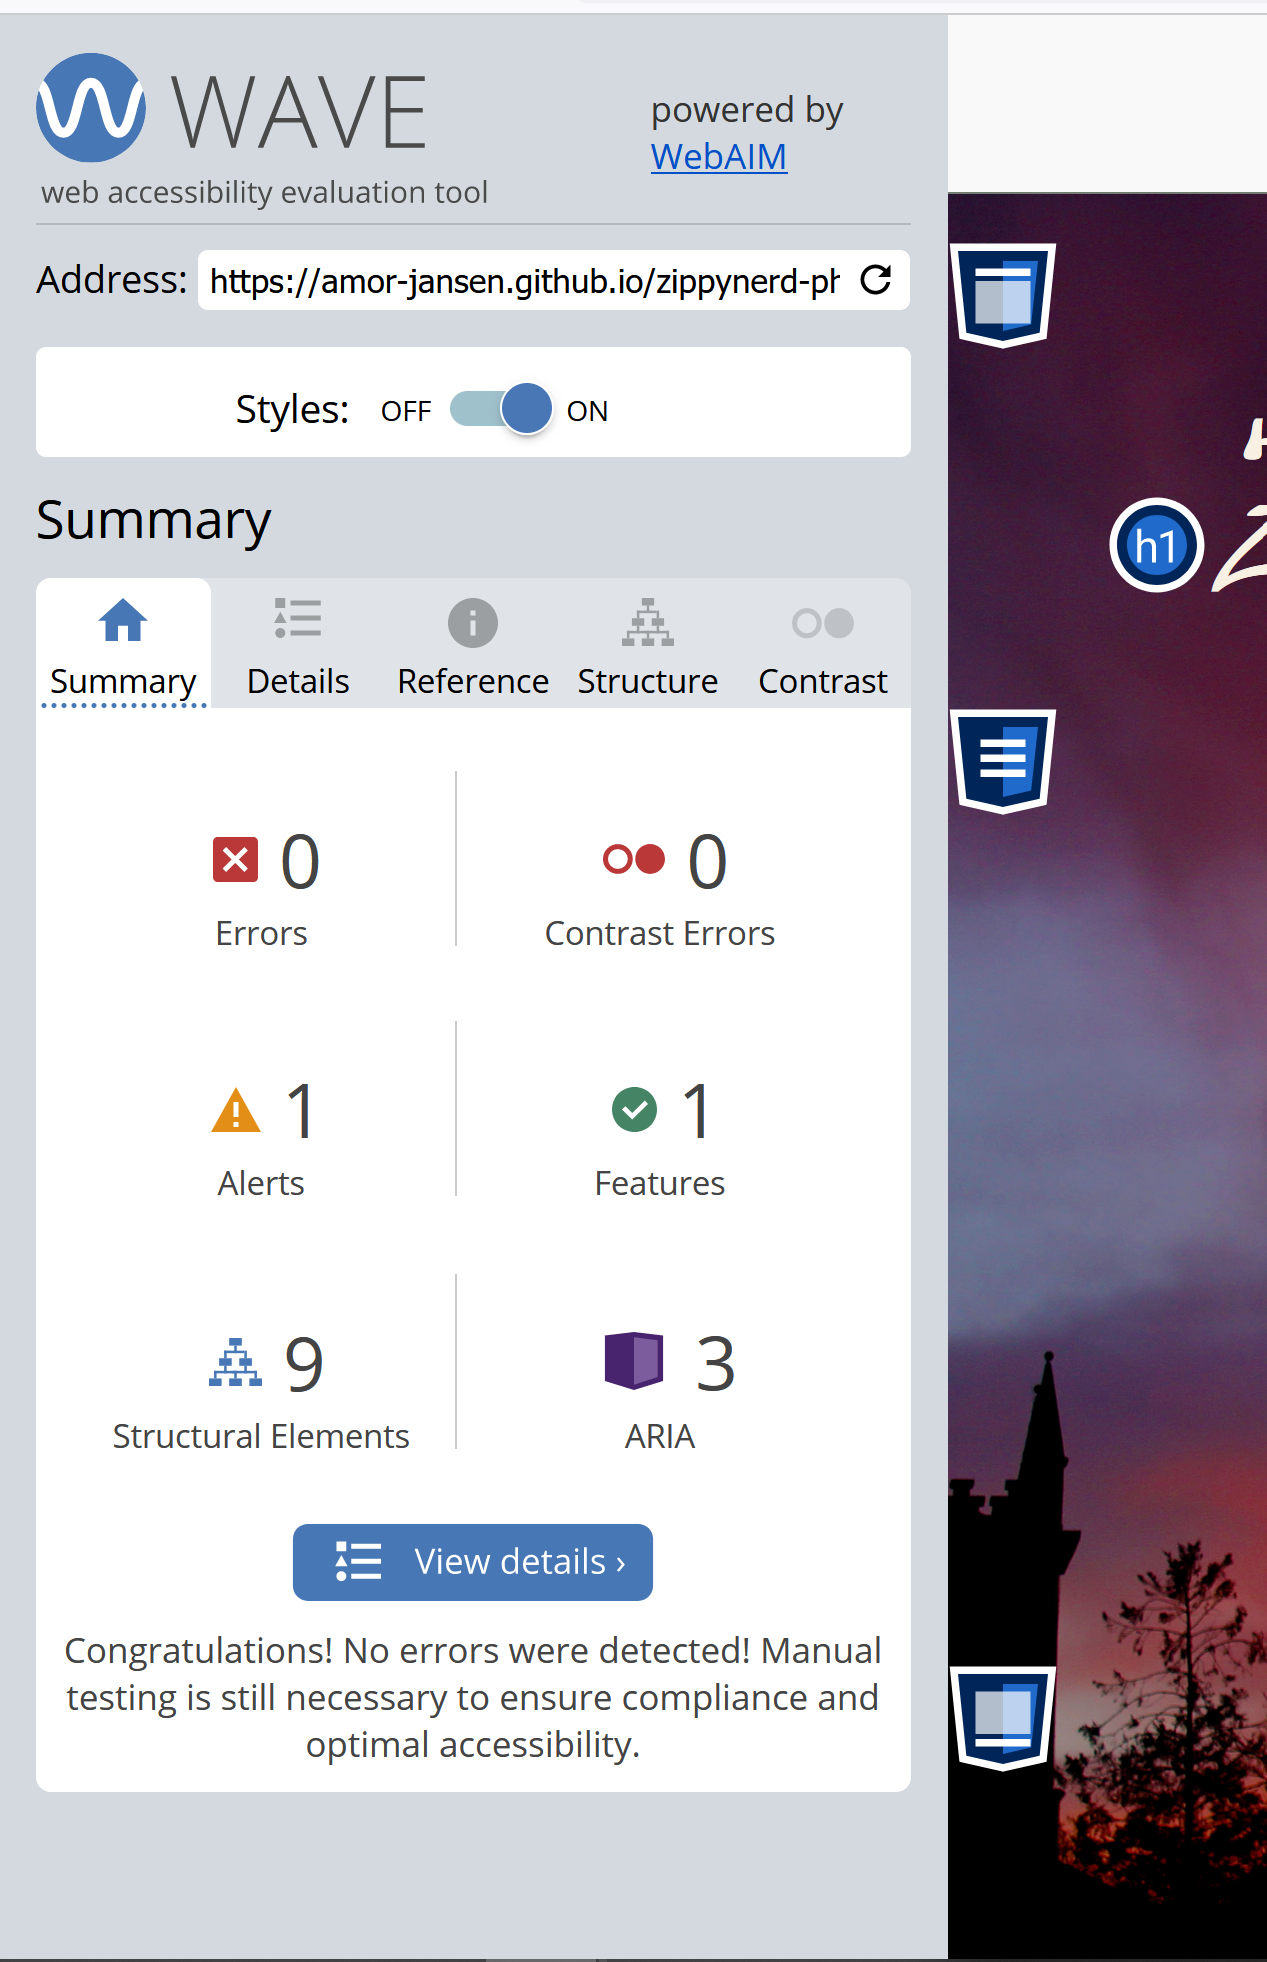 WAVE
web accessibility evaluation tool
powered by
WebAIM
Address: https://amor-jansen.github.io/zippynerd-ph
Styles: OFF ON
Summary
Summary Details Reference Structure Contrast
0 0
Errors Contrast Errors
1 1
Alerts Features
9 3
Structural Elements ARIA
View details ›
Congratulations! No errors were detected! Manual
testing is still necessary to ensure compliance and
optimal accessibility.
h1